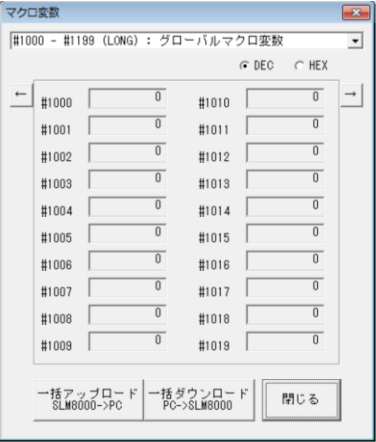 マクロ変数
#1000 - #1199 (LONG) : グローバルマクロ変数
DEC HEX
← →
#1000 0 #1010 0
#1001 0 #1011 0
#1002 0 #1012 0
#1003 0 #1013 0
#1004 0 #1014 0
#1005 0 #1015 0
#1006 0 #1016 0
#1007 0 #1017 0
#1008 0 #1018 0
#1009 0 #1019 0
一括アップロード 一括ダウンロード 閉じる
SLM8000->PC PC->SLM8000